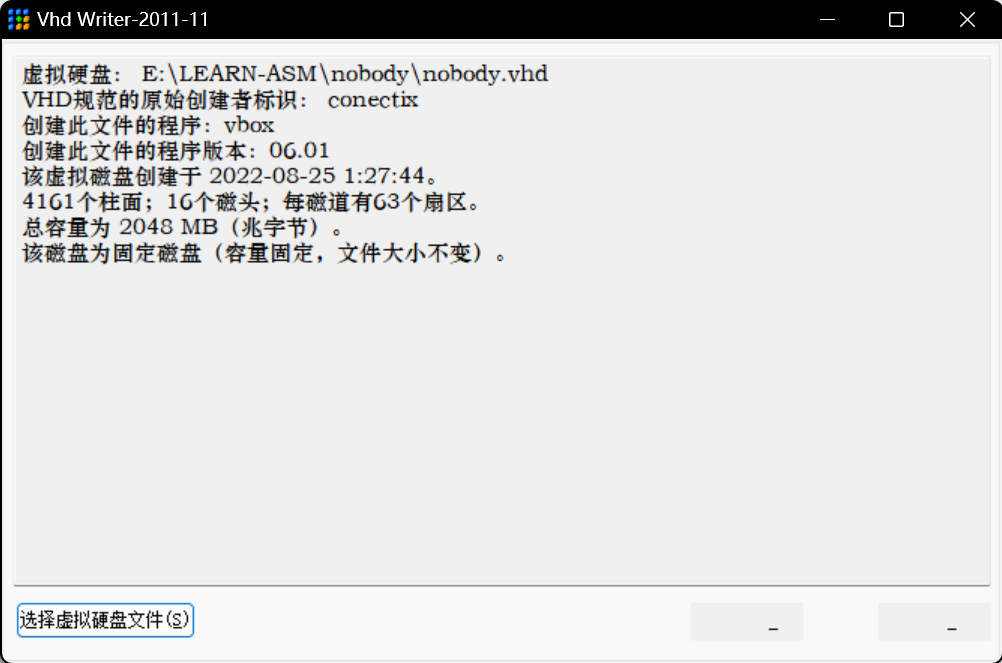 Vhd Writer-2011-11
虚拟硬盘： E:\LEARN-ASM\nobody\nobody.vhd
VHD规范的原始创建者标识： conectix
创建此文件的程序：vbox
创建此文件的程序版本：06.01
该虚拟磁盘创建于 2022-08-25 1:27:44。
4161个柱面；16个磁头；每磁道有63个扇区。
总容量为 2048 MB（兆字节）。
该磁盘为固定磁盘（容量固定，文件大小不变）。
选择虚拟硬盘文件(S)